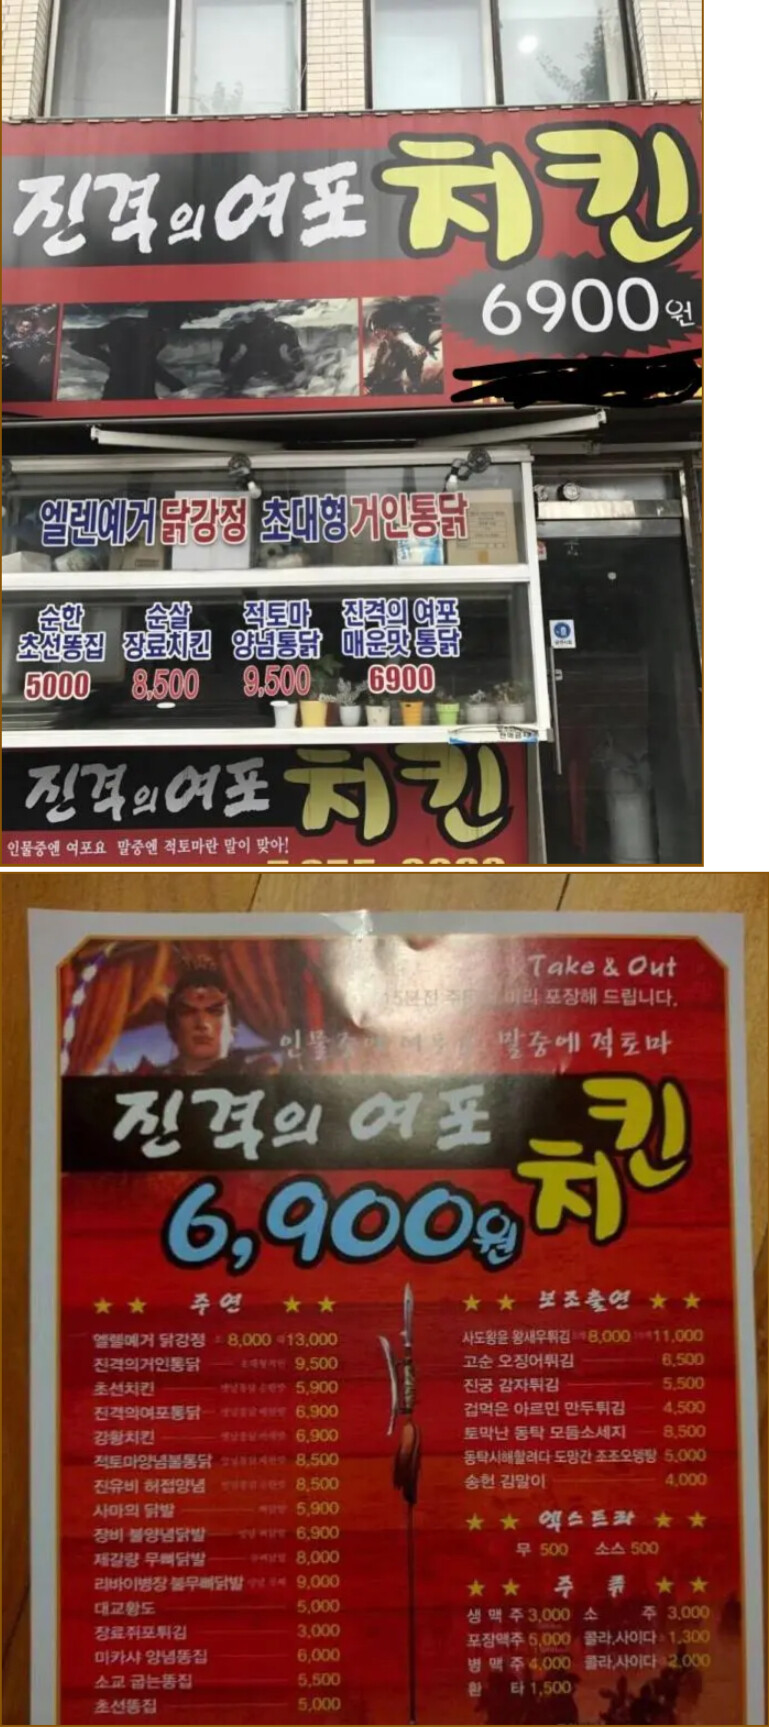 진격의여포 치킨
6900원
엘렌예거 닭강정 초대형 거인통닭
순한 초선똥집 5000
순살 장료치킨 8,500
적토마 양념통닭 9,500
진격의 여포 매운맛 통닭 6900
진격의여포 치킨
인물중엔 여포요 말중엔 적토마란 말이 맞아!
Take & Out
15분전 미리 포장해 드립니다.
말중에 적토마
진격의 여포 치킨
6,900원
★ ★ 주연 ★ ★
엘렌예거 닭강정 8,000 13,000
진격의거인통닭 9,500
초선치킨 5,900
진격의여포통닭 6,900
강황치킨 6,900
적토마양념불통닭 8,500
진유비 허접양념 8,500
사마의 닭발 5,900
장비 불양념닭발 6,900
제갈량 무뼈닭발 8,000
리바이병장 불무뼈닭발 9,000
대교황도 5,000
장료쥐포튀김 3,000
미카사 양념똥집 6,000
소교 굽는똥집 5,500
초선똥집 5,000
★ ★ 보조출연 ★ ★
사도왕윤 왕새우튀김 8,000 11,000
고순 오징어튀김 6,500
진궁 감자튀김 5,500
겁먹은 아르민 만두튀김 4,500
토막난 동탁 모듬소세지 8,500
동탁시해할려다 도망간 조조오뎅탕 5,000
송헌 김말이 4,000
★ ★ 엑스트라 ★ ★
무 500 소스 500
★ ★ 주류 ★ ★
생맥주 3,000 소주 3,000
포장맥주 5,000 콜라,사이다 1,300
병맥주 4,000 콜라,사이다 2,000
환타 1,500